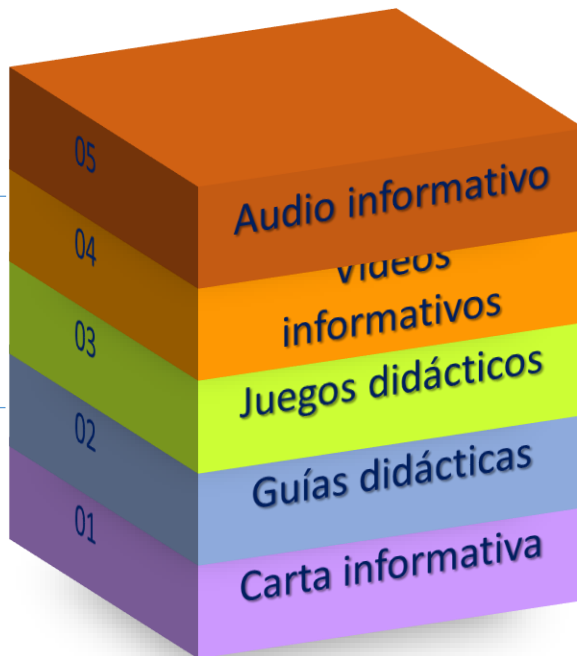 05
Audio informativo
04
Videos
informativos
03
Juegos didácticos
02
Guías didácticas
01
Carta informativa